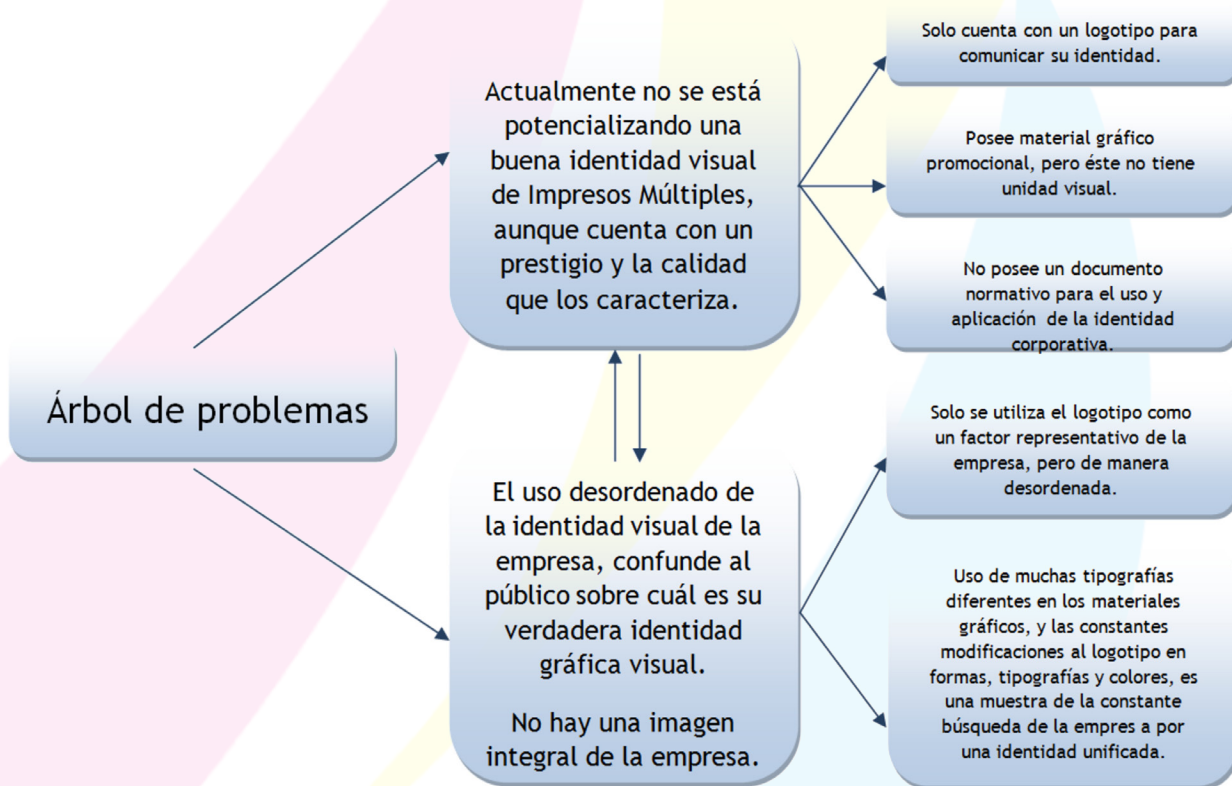 Árbol de problemas
Actualmente no se está
potencializando una
buena identidad visual
de Impresos Múltiples,
aunque cuenta con un
prestigio y la calidad
que los caracteriza.
El uso desordenado de
la identidad visual de la
empresa, confunde al
público sobre cuál es su
verdadera identidad
gráfica visual.
No hay una imagen
integral de la empresa.
Solo cuenta con un logotipo para
comunicar su identidad.
Posee material gráfico
promocional, pero éste no tiene
unidad visual.
No posee un documento
normativo para el uso y
aplicación de la identidad
corporativa.
Solo se utiliza el logotipo como
un factor representativo de la
empresa, pero de manera
desordenada.
Uso de muchas tipografías
diferentes en los materiales
gráficos, y las constantes
modificaciones al logotipo en
formas, tipografías y colores, es
una muestra de la constante
búsqueda de la empres a por
una identidad unificada.